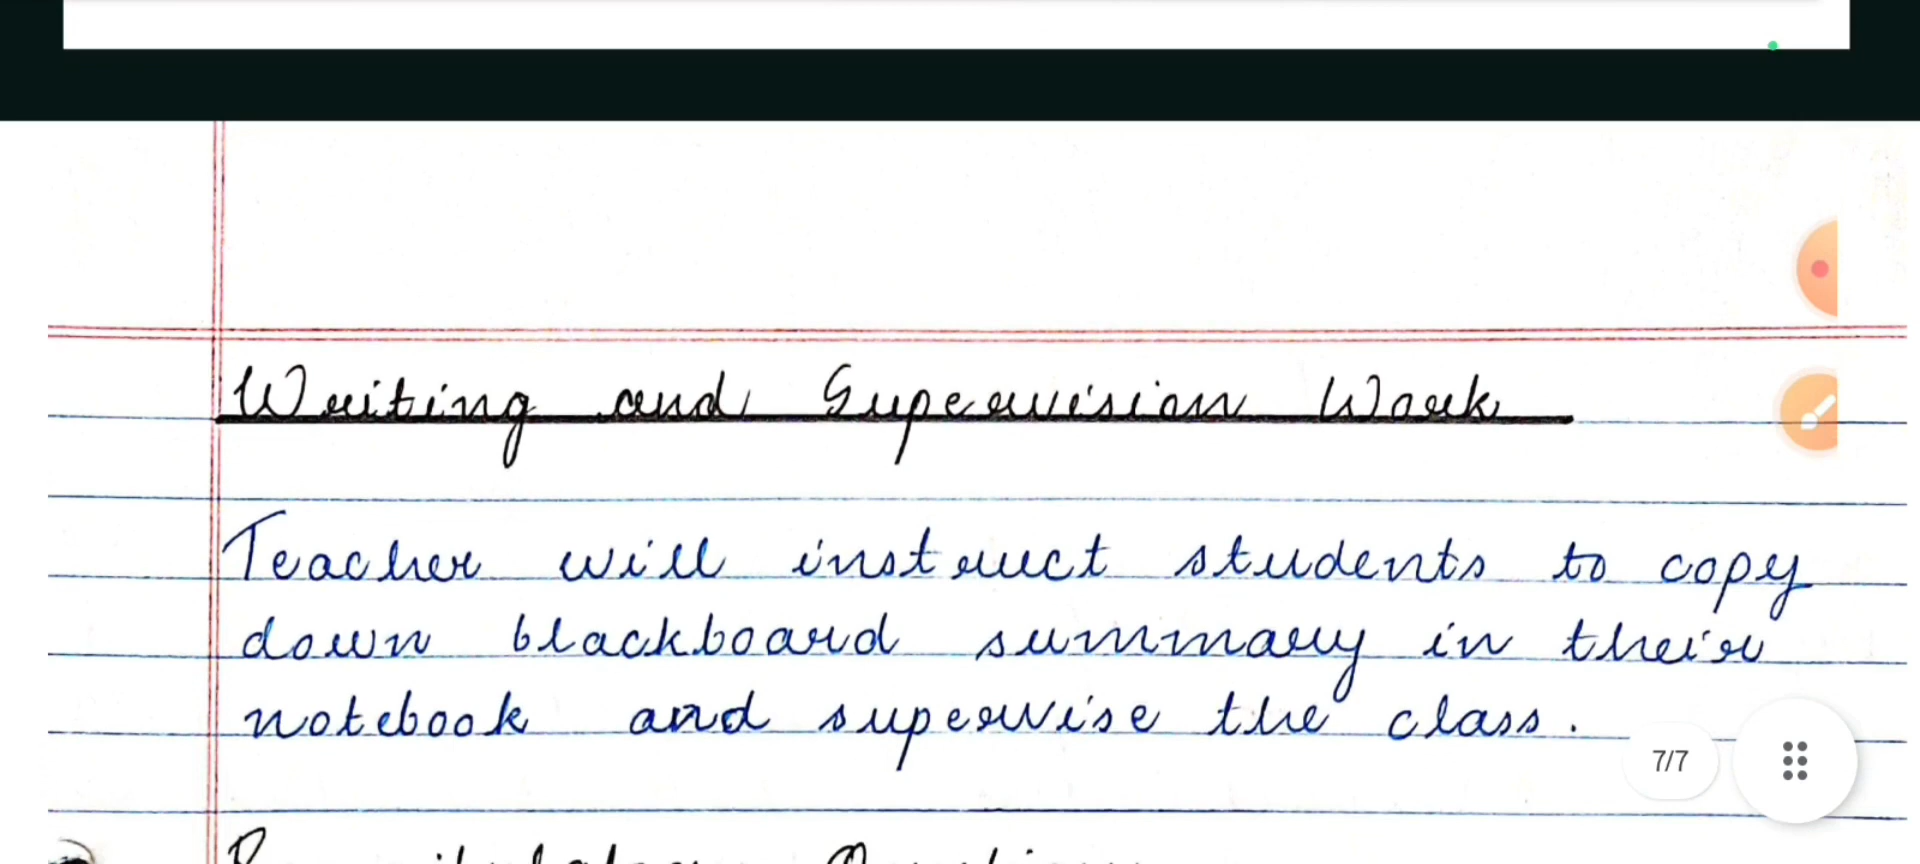 Writing and Supervision Work
Teacher will instruct students to copy
down blackboard summary in their
notebook and supervise the class.
7/7